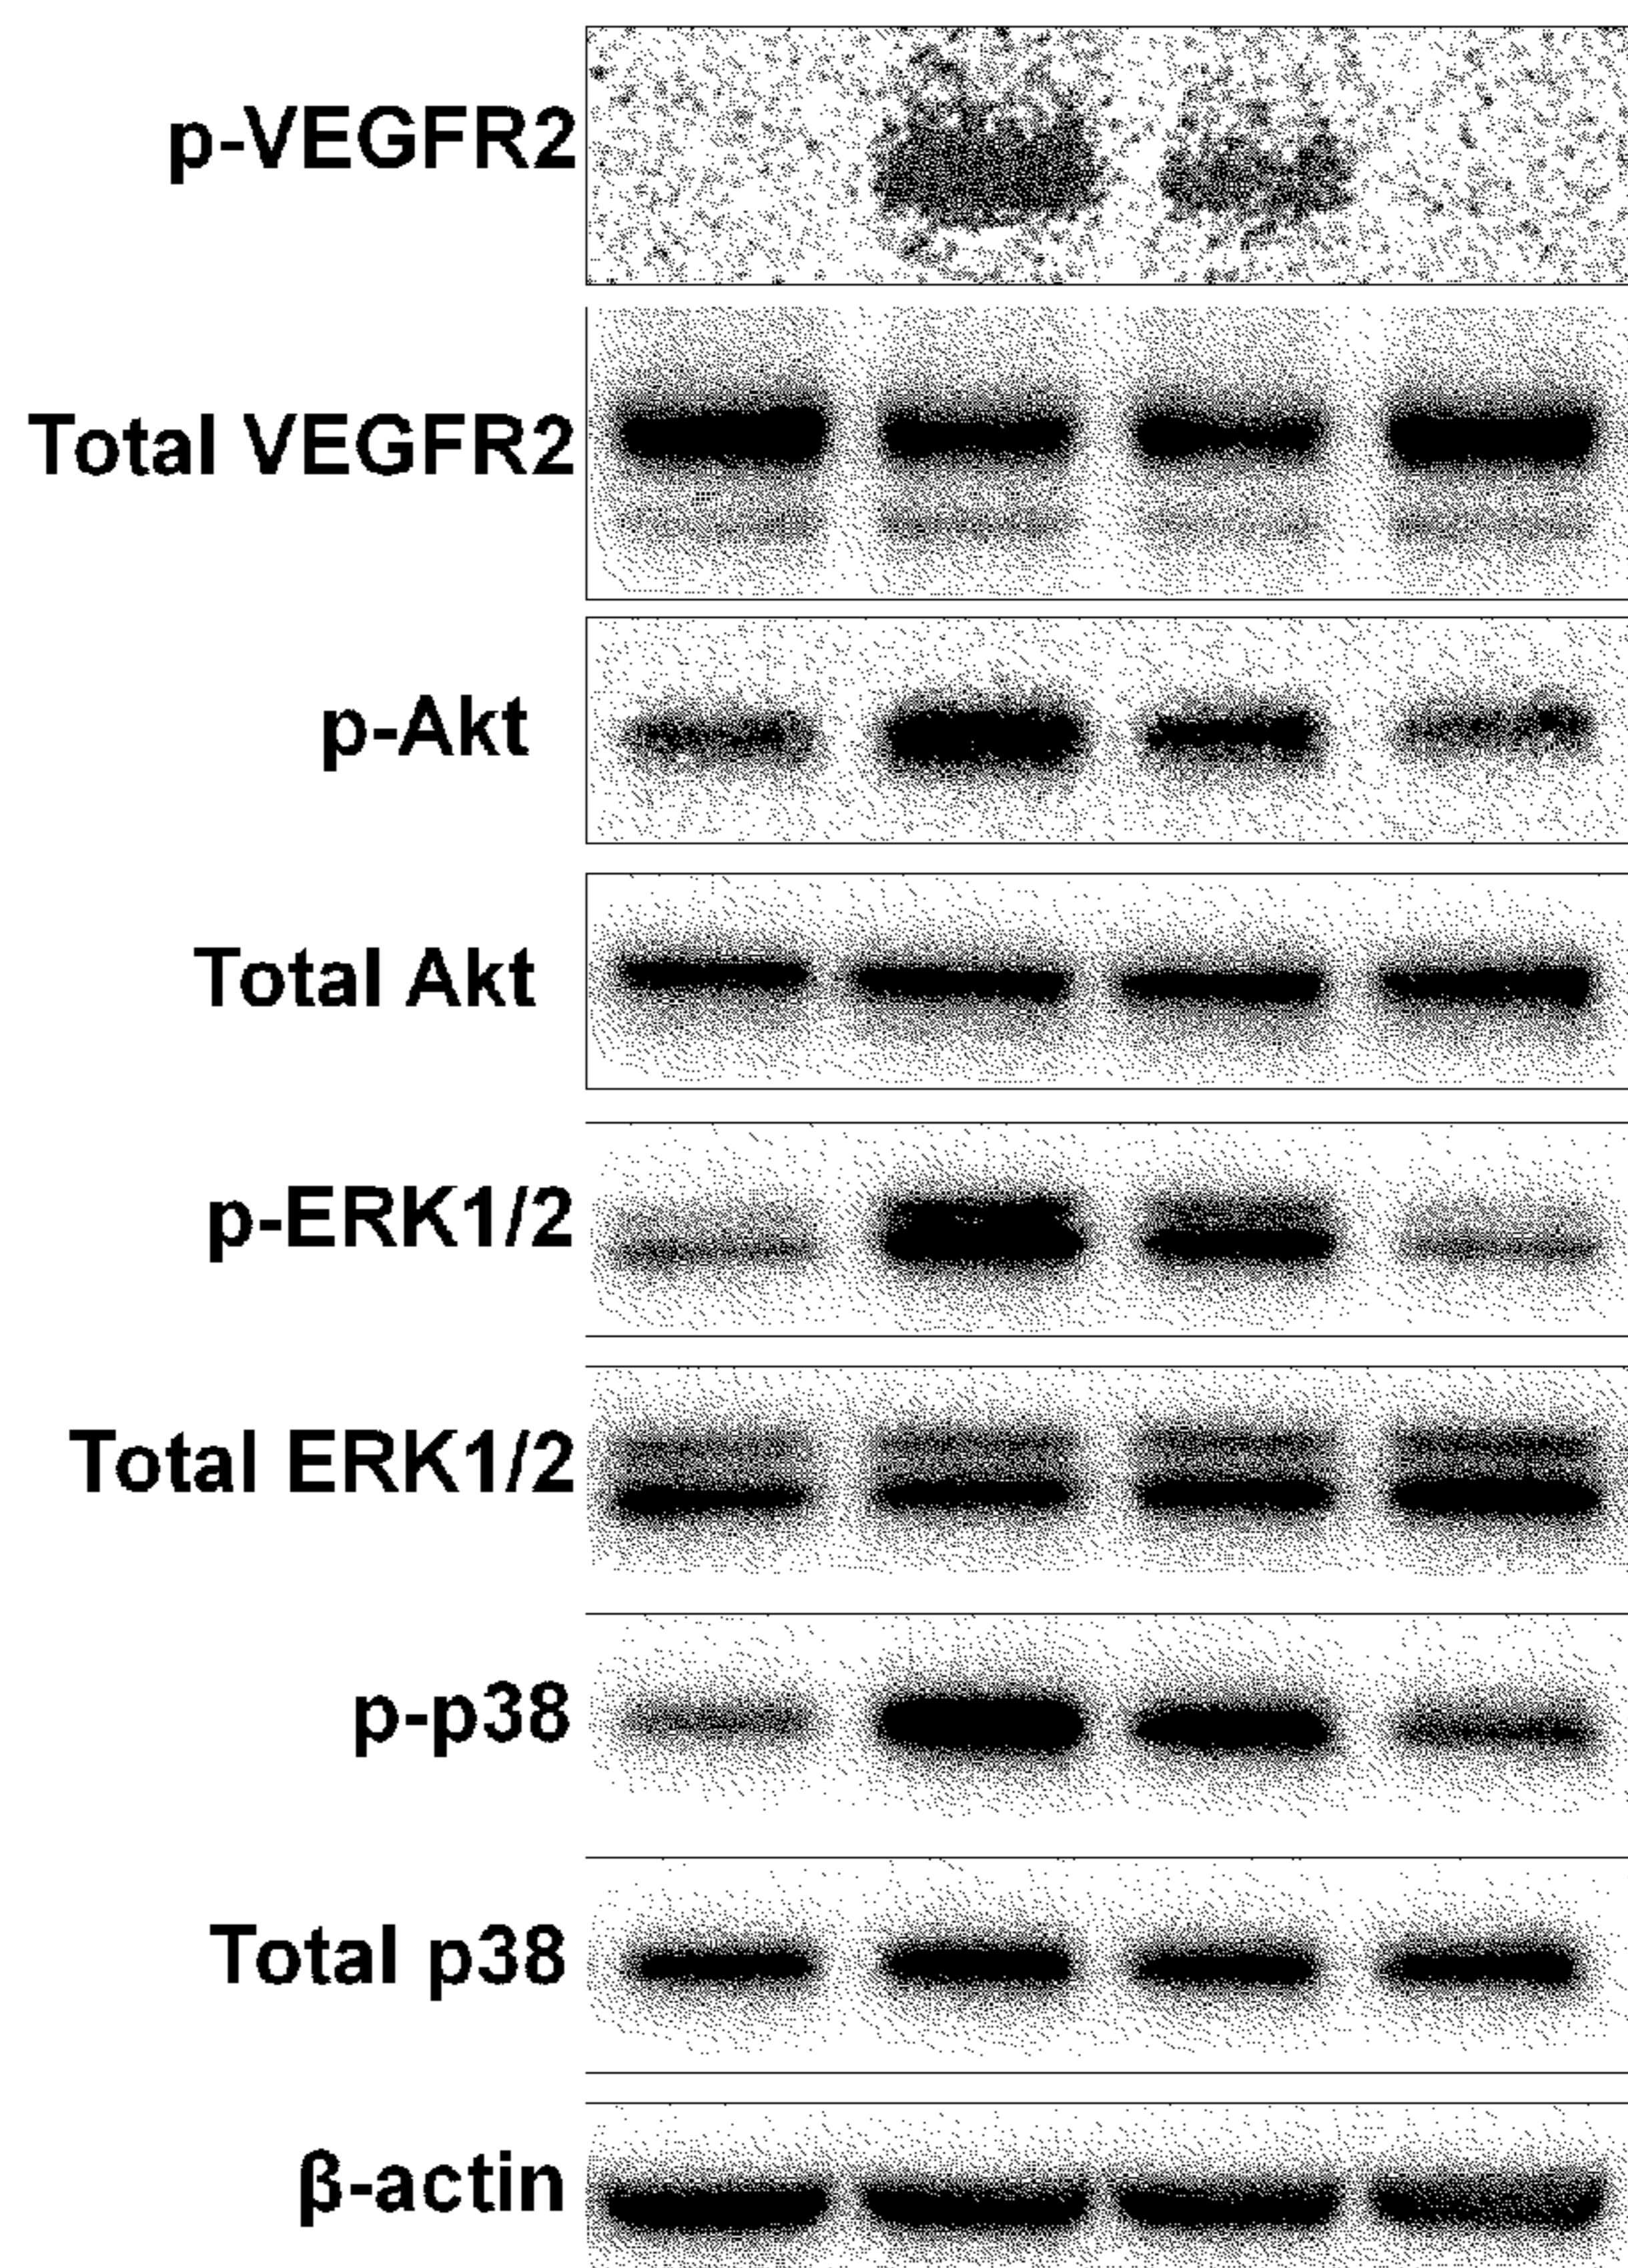 p-VEGFR2
Total VEGFR2
p-Akt
Total Akt
p-ERK1/2
Total ERK1/2
p-p38
Total p38
β-actin